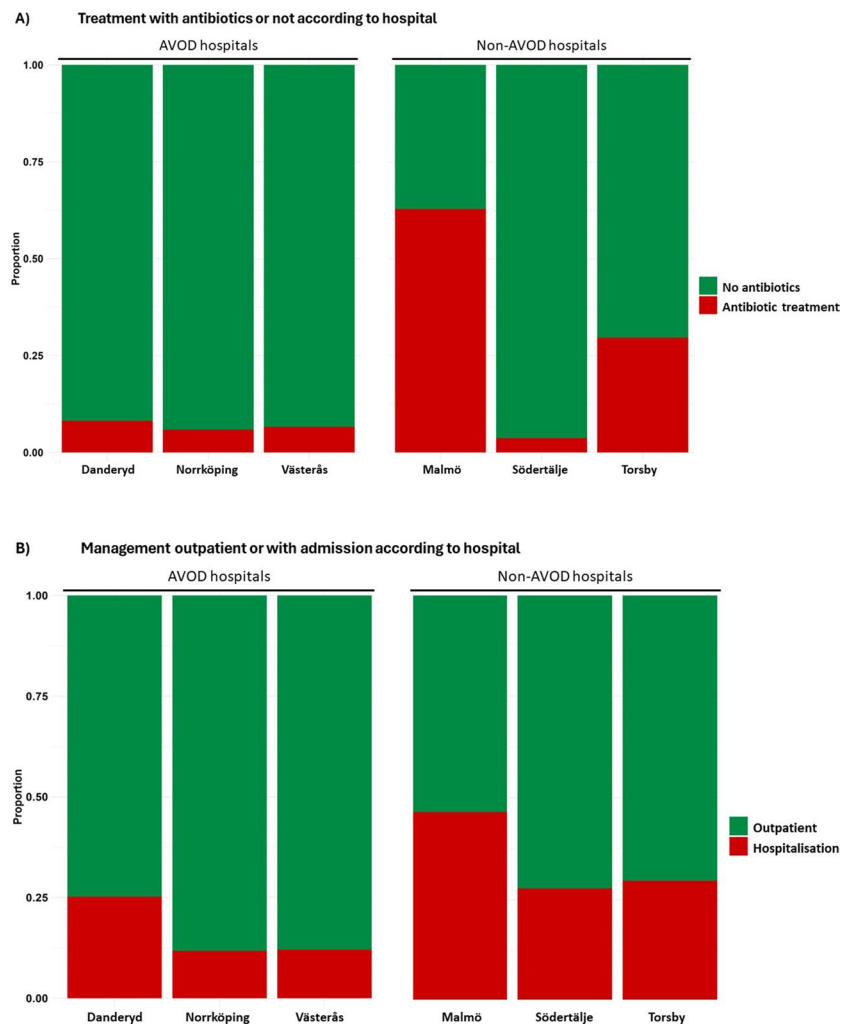 A) Treatment with antibiotics or not according to hospital
AVOD hospitals Non-AVOD hospitals
1.00
0.75
0.50
0.25
0.00
Proportion
No antibiotics
Antibiotic treatment
Danderyd Norrköping Västerås Malmö Södertälje Torsby
B) Management outpatient or with admission according to hospital
AVOD hospitals Non-AVOD hospitals
1.00
0.75
0.50
0.25
0.00
Proportion
Outpatient
Hospitalisation
Danderyd Norrköping Västerås Malmö Södertälje Torsby